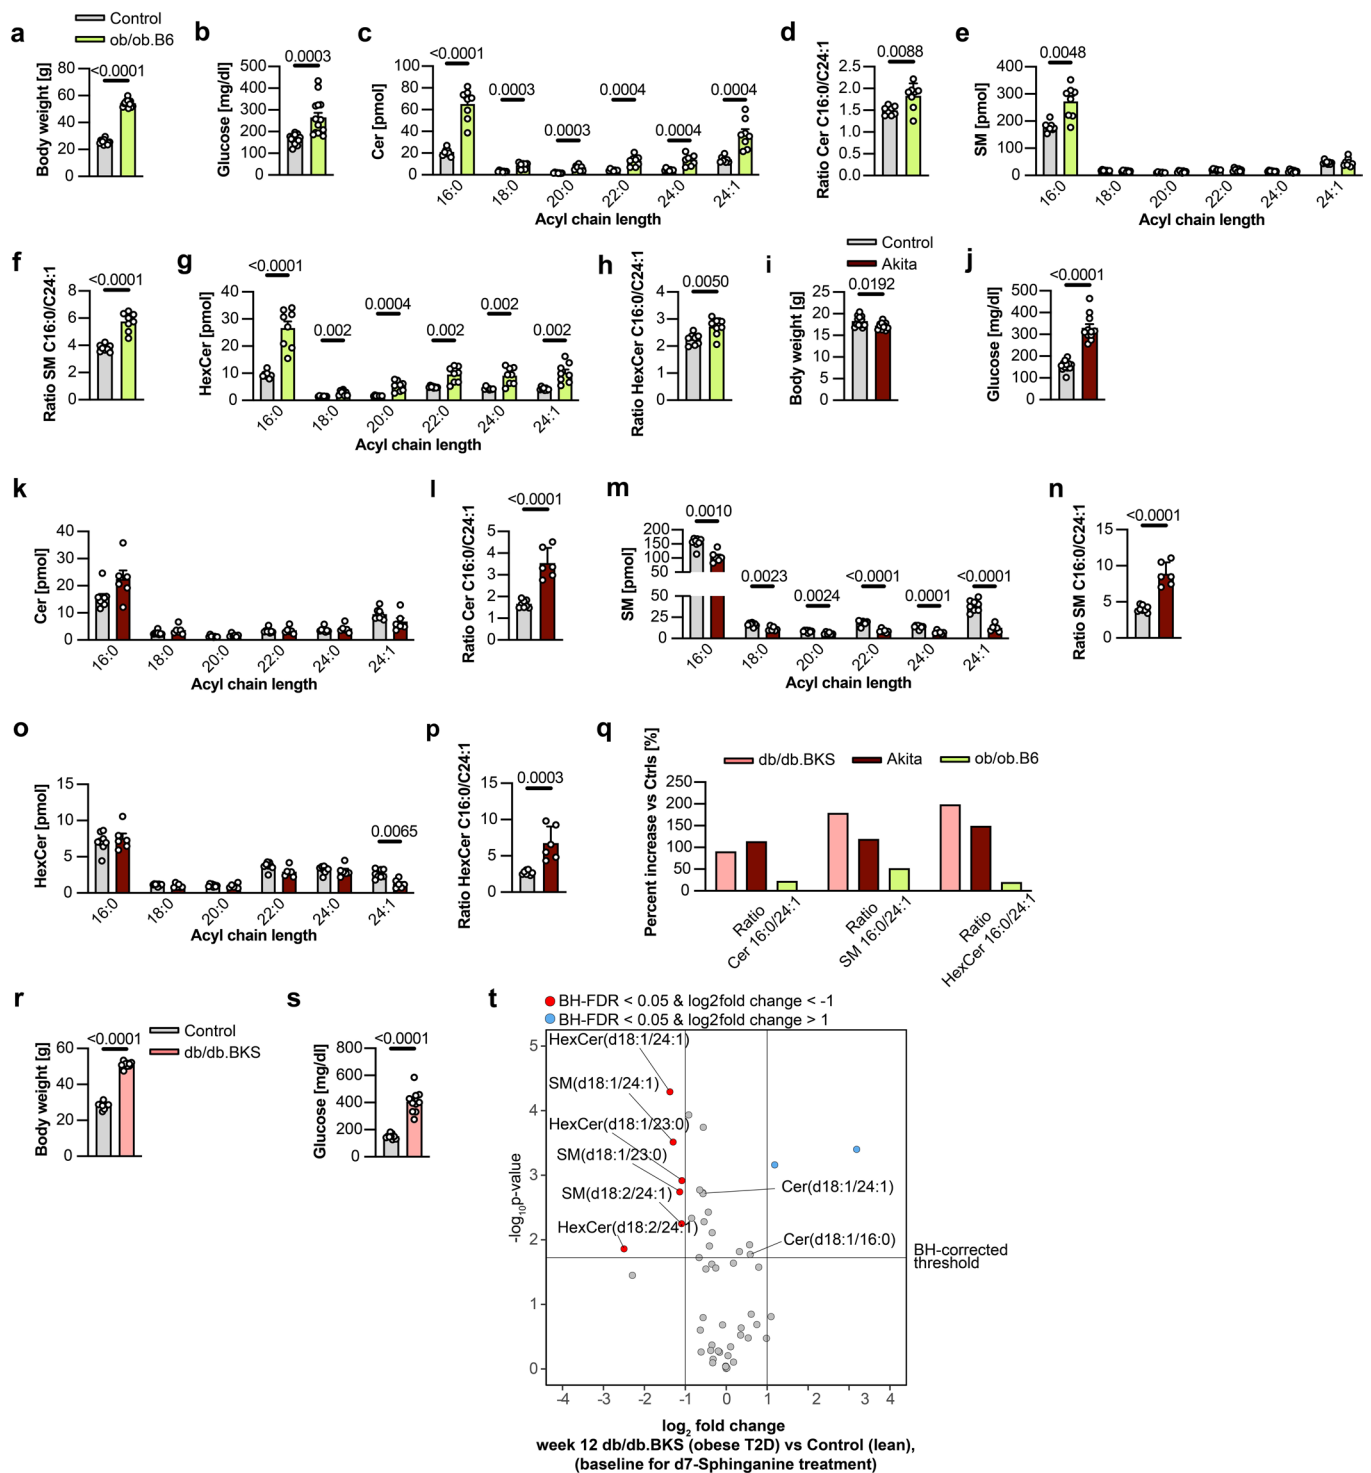 a
Control
ob/ob.B6
Body weight [g]
80
60
40
20
0
<0.0001
b
Glucose [mg/dl]
500
400
300
200
100
0
0.0003
c
Cer [pmol]
100
80
60
40
20
0
<0.0001
0.0003
0.0003
0.0004
0.0004
0.0004
16:0
18:0
20:0
22:0
24:0
24:1
Acyl chain length
d
Ratio Cer C16:0/C24:1
2.5
2.0
1.5
1.0
0.5
0.0
0.0088
e
SM [pmol]
400
300
200
100
0
0.0048
16:0
18:0
20:0
22:0
24:0
24:1
Acyl chain length
f
Ratio SM C16:0/C24:1
8
6
4
2
0
<0.0001
g
HexCer [pmol]
40
30
20
10
0
<0.0001
0.002
0.0004
0.002
0.002
0.002
16:0
18:0
20:0
22:0
24:0
24:1
Acyl chain length
h
Ratio HexCer C16:0/C24:1
4
3
2
1
0
0.0050
i
Control
Akita
Body weight [g]
25
20
15
10
5
0
0.0192
j
Glucose [mg/dl]
500
400
300
200
100
0
<0.0001
k
Cer [pmol]
40
30
20
10
0
16:0
18:0
20:0
22:0
24:0
24:1
Acyl chain length
l
Ratio Cer C16:0/C24:1
5
4
3
2
1
0
<0.0001
m
SM [pmol]
200
150
100
50
50
25
0
0.0010
0.0023
0.0024
<0.0001
0.0001
<0.0001
16:0
18:0
20:0
22:0
24:0
24:1
Acyl chain length
n
Ratio SM C16:0/C24:1
15
10
5
0
<0.0001
o
HexCer [pmol]
15
10
5
0
0.0065
16:0
18:0
20:0
22:0
24:0
24:1
Acyl chain length
p
Ratio HexCer C16:0/C24:1
15
10
5
0
0.0003
q
Percent increase vs Ctrls [%]
db/db.BKS
Akita
ob/ob.B6
250
200
150
100
50
0
Ratio
Cer 16:0/24:1
Ratio
SM 16:0/24:1
Ratio
HexCer 16:0/24:1
r
Body weight [g]
60
40
20
0
<0.0001
Control
db/db.BKS
s
Glucose [mg/dl]
800
600
400
200
0
<0.0001
t
BH-FDR < 0.05 & log2fold change < -1
BH-FDR < 0.05 & log2fold change > 1
-log10p-value
5
4
3
2
1
0
HexCer(d18:1/24:1)
SM(d18:1/24:1)
HexCer(d18:1/23:0)
SM(d18:1/23:0)
SM(d18:2/24:1)
HexCer(d18:2/24:1)
Cer(d18:1/24:1)
Cer(d18:1/16:0)
BH-corrected
threshold
-4
-3
-2
-1
0
1
2
3
4
log2 fold change
week 12 db/db.BKS (obese T2D) vs Control (lean),
(baseline for d7-Sphinganine treatment)